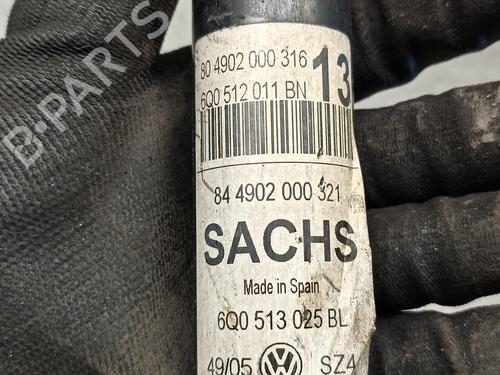 80 4902 000 316
13
6Q0 512 011 BN
84 4902 000 321
SACHS
Made in Spain
6Q0 513 025 BL
49/05 VW SZ4
B-PARTS